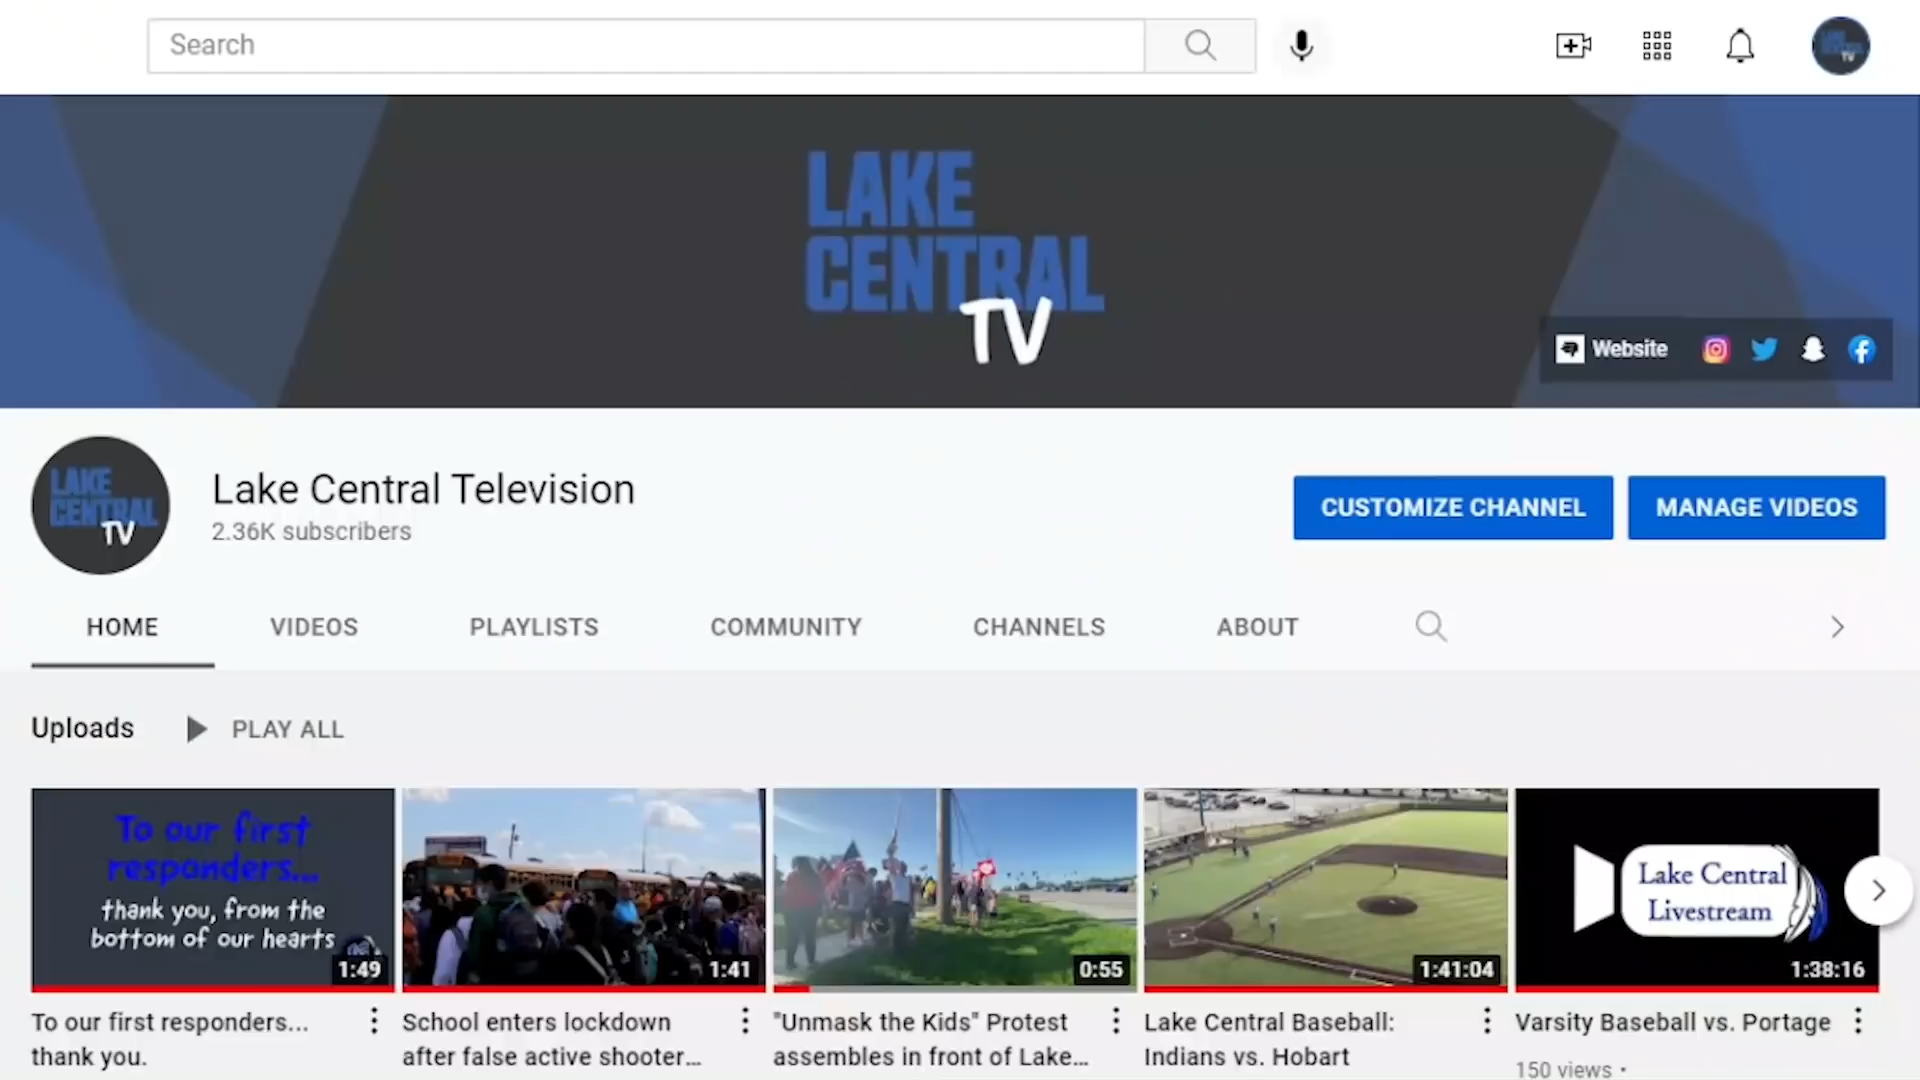 Search
LAKE
CENTRAL
TV
Website
LAKE
CENTRAL
TV
Lake Central Television
2.36K subscribers
CUSTOMIZE CHANNEL
MANAGE VIDEOS
HOME
VIDEOS
PLAYLISTS
COMMUNITY
CHANNELS
ABOUT
Uploads
PLAY ALL
To our first
responders...
thank you, from the
bottom of our hearts
1:49
1:41
0:55
1:41:04
Lake Central
Livestream
1:38:16
To our first responders...
thank you.
School enters lockdown
after false active shooter...
"Unmask the Kids" Protest
assembles in front of Lake...
Lake Central Baseball:
Indians vs. Hobart
Varsity Baseball vs. Portage
150 views •